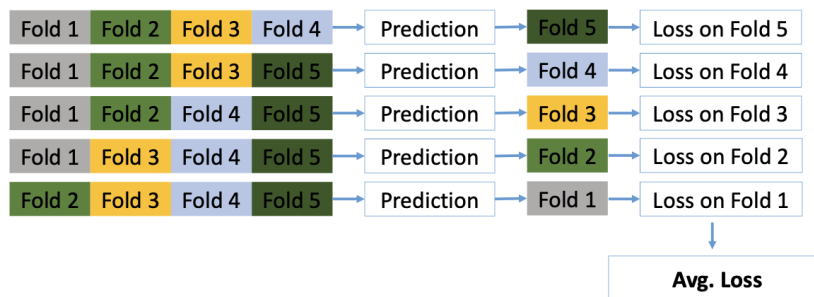 Fold 1 Fold 2 Fold 3 Fold 4 Prediction Fold 5 Loss on Fold 5
Fold 1 Fold 2 Fold 3 Fold 5 Prediction Fold 4 Loss on Fold 4
Fold 1 Fold 2 Fold 4 Fold 5 Prediction Fold 3 Loss on Fold 3
Fold 1 Fold 3 Fold 4 Fold 5 Prediction Fold 2 Loss on Fold 2
Fold 2 Fold 3 Fold 4 Fold 5 Prediction Fold 1 Loss on Fold 1
Avg. Loss